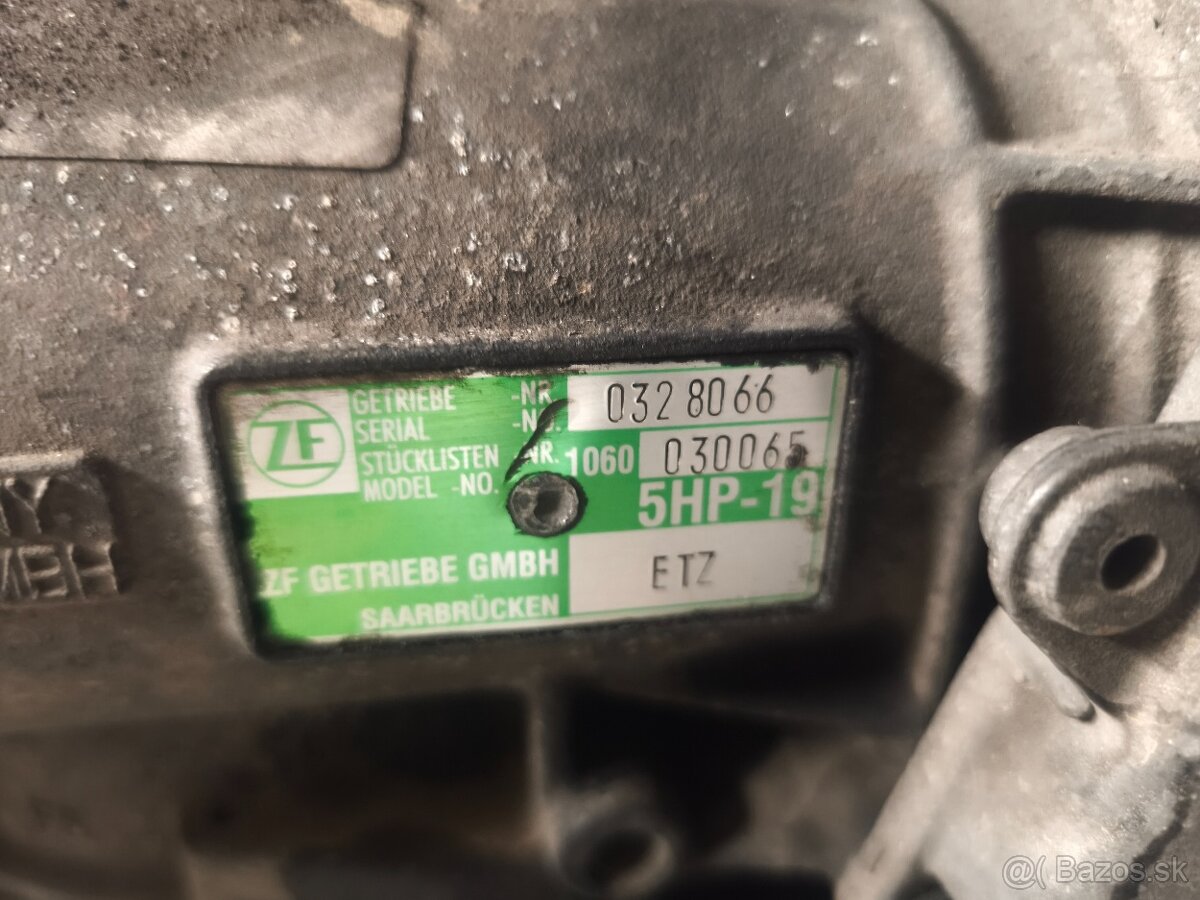 ZF
GETRIEBE -NR 0328066
SERIAL -NO.
STÜCKLISTEN NR. 1060 030065
MODEL -NO.
5HP-19
ZF GETRIEBE GMBH ETZ
SAARBRÜCKEN
@( Bazos.sk